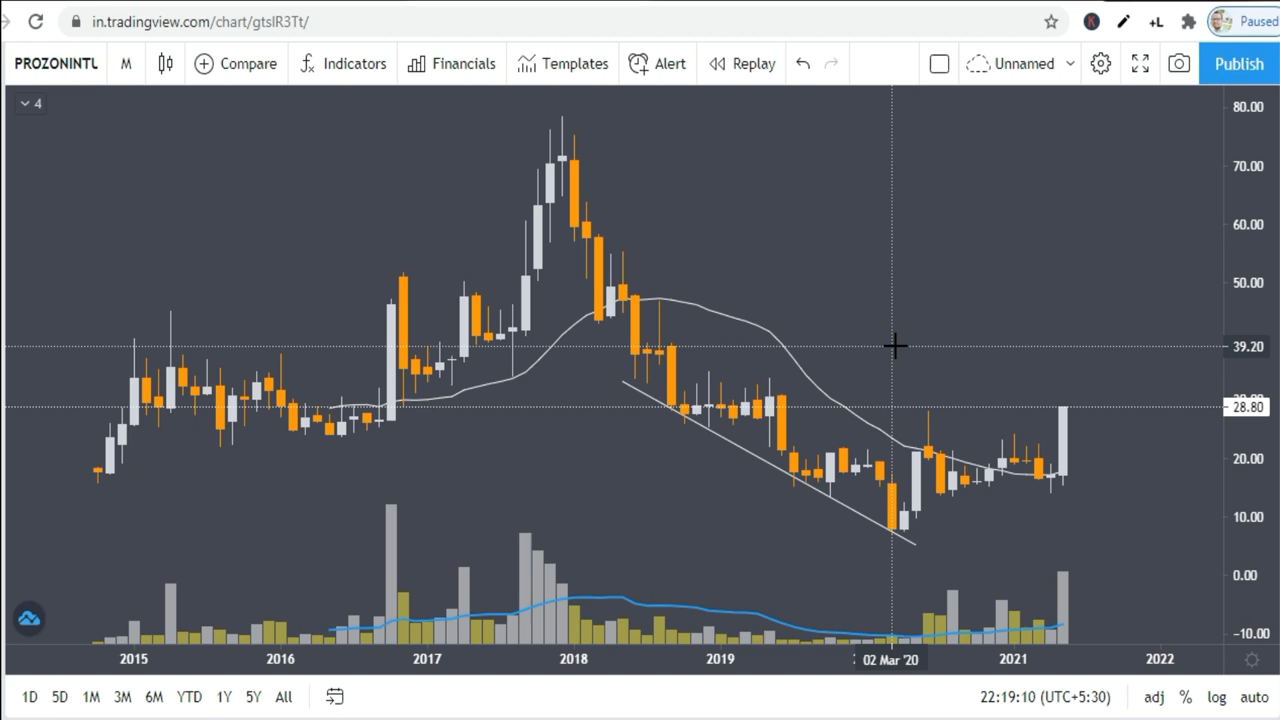 in.tradingview.com/chart/gtslR3Tt/
K
+L
Paused
PROZONINTL M Compare Indicators Financials Templates Alert Replay Unnamed Publish
4
80.00
70.00
60.00
50.00
39.20
28.80
20.00
10.00
0.00
−10.00
2015 2016 2017 2018 2019 02 Mar '20 2021 2022
1D 5D 1M 3M 6M YTD 1Y 5Y All 22:19:10 (UTC+5:30) adj % log auto